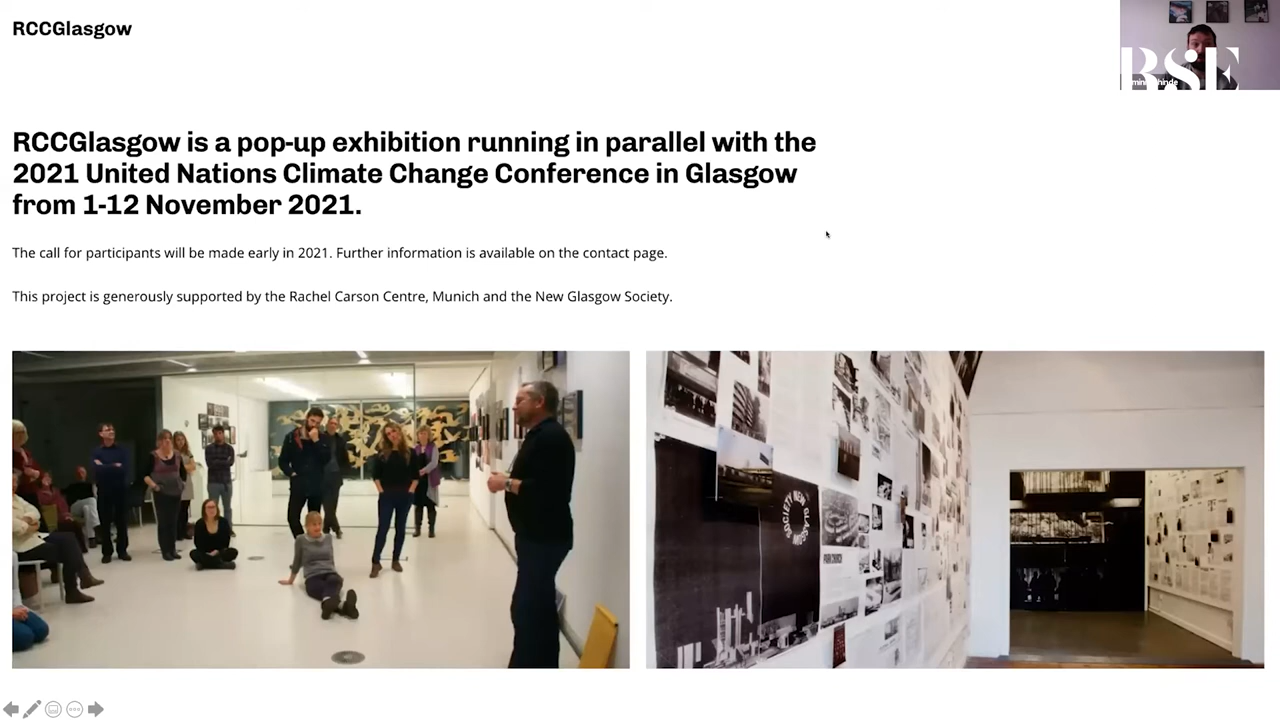 RCCGlasgow
RSE
RCCGlasgow is a pop-up exhibition running in parallel with the
2021 United Nations Climate Change Conference in Glasgow
from 1-12 November 2021.
The call for participants will be made early in 2021. Further information is available on the contact page.
This project is generously supported by the Rachel Carson Centre, Munich and the New Glasgow Society.
NEW GLASGOW SOCIETY